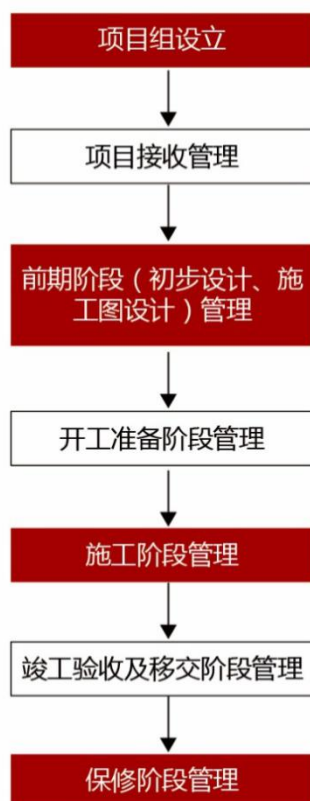 项目组设立
项目接收管理
前期阶段（初步设计、施
工图设计）管理
开工准备阶段管理
施工阶段管理
竣工验收及移交阶段管理
保修阶段管理